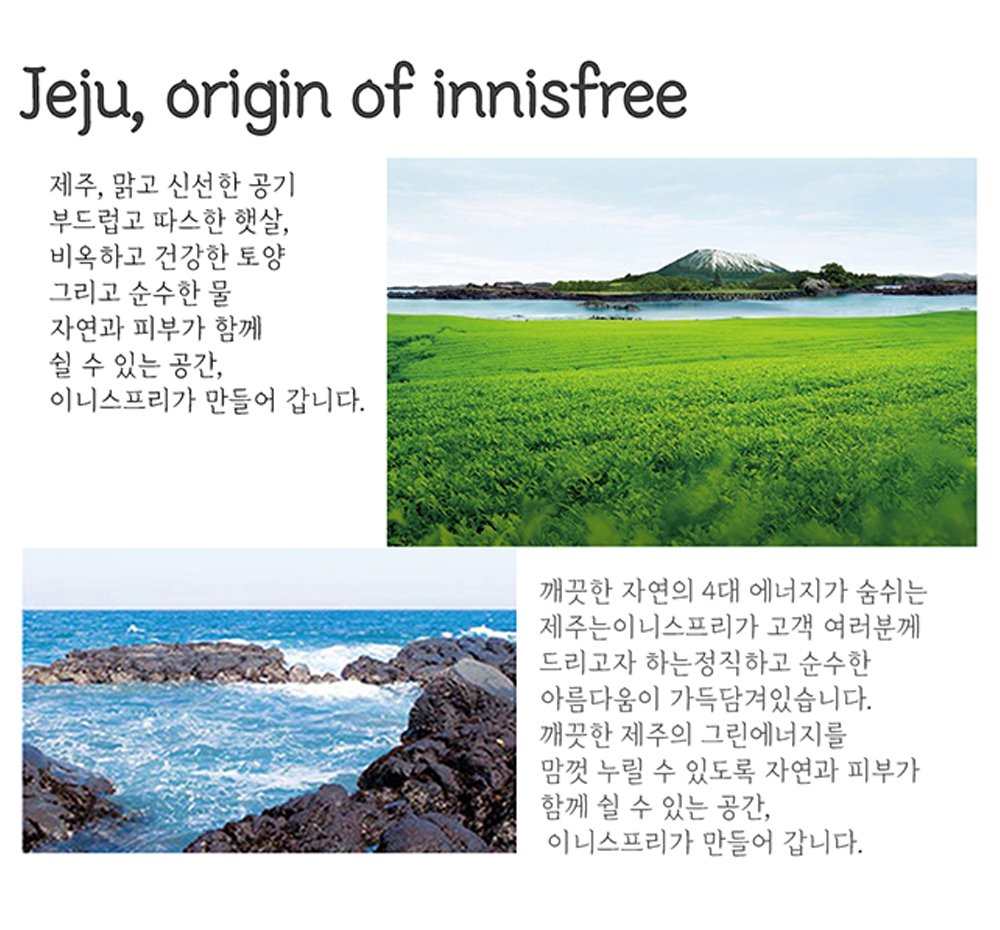 Jeju, origin of innisfree
제주, 맑고 신선한 공기
부드럽고 따스한 햇살,
비옥하고 건강한 토양
그리고 순수한 물
자연과 피부가 함께
쉴 수 있는 공간,
이니스프리가 만들어 갑니다.
깨끗한 자연의 4대 에너지가 숨쉬는
제주는이니스프리가 고객 여러분께
드리고자 하는정직하고 순수한
아름다움이 가득담겨있습니다.
깨끗한 제주의 그린에너지를
맘껏 누릴 수 있도록 자연과 피부가
함께 쉴 수 있는 공간,
이니스프리가 만들어 갑니다.